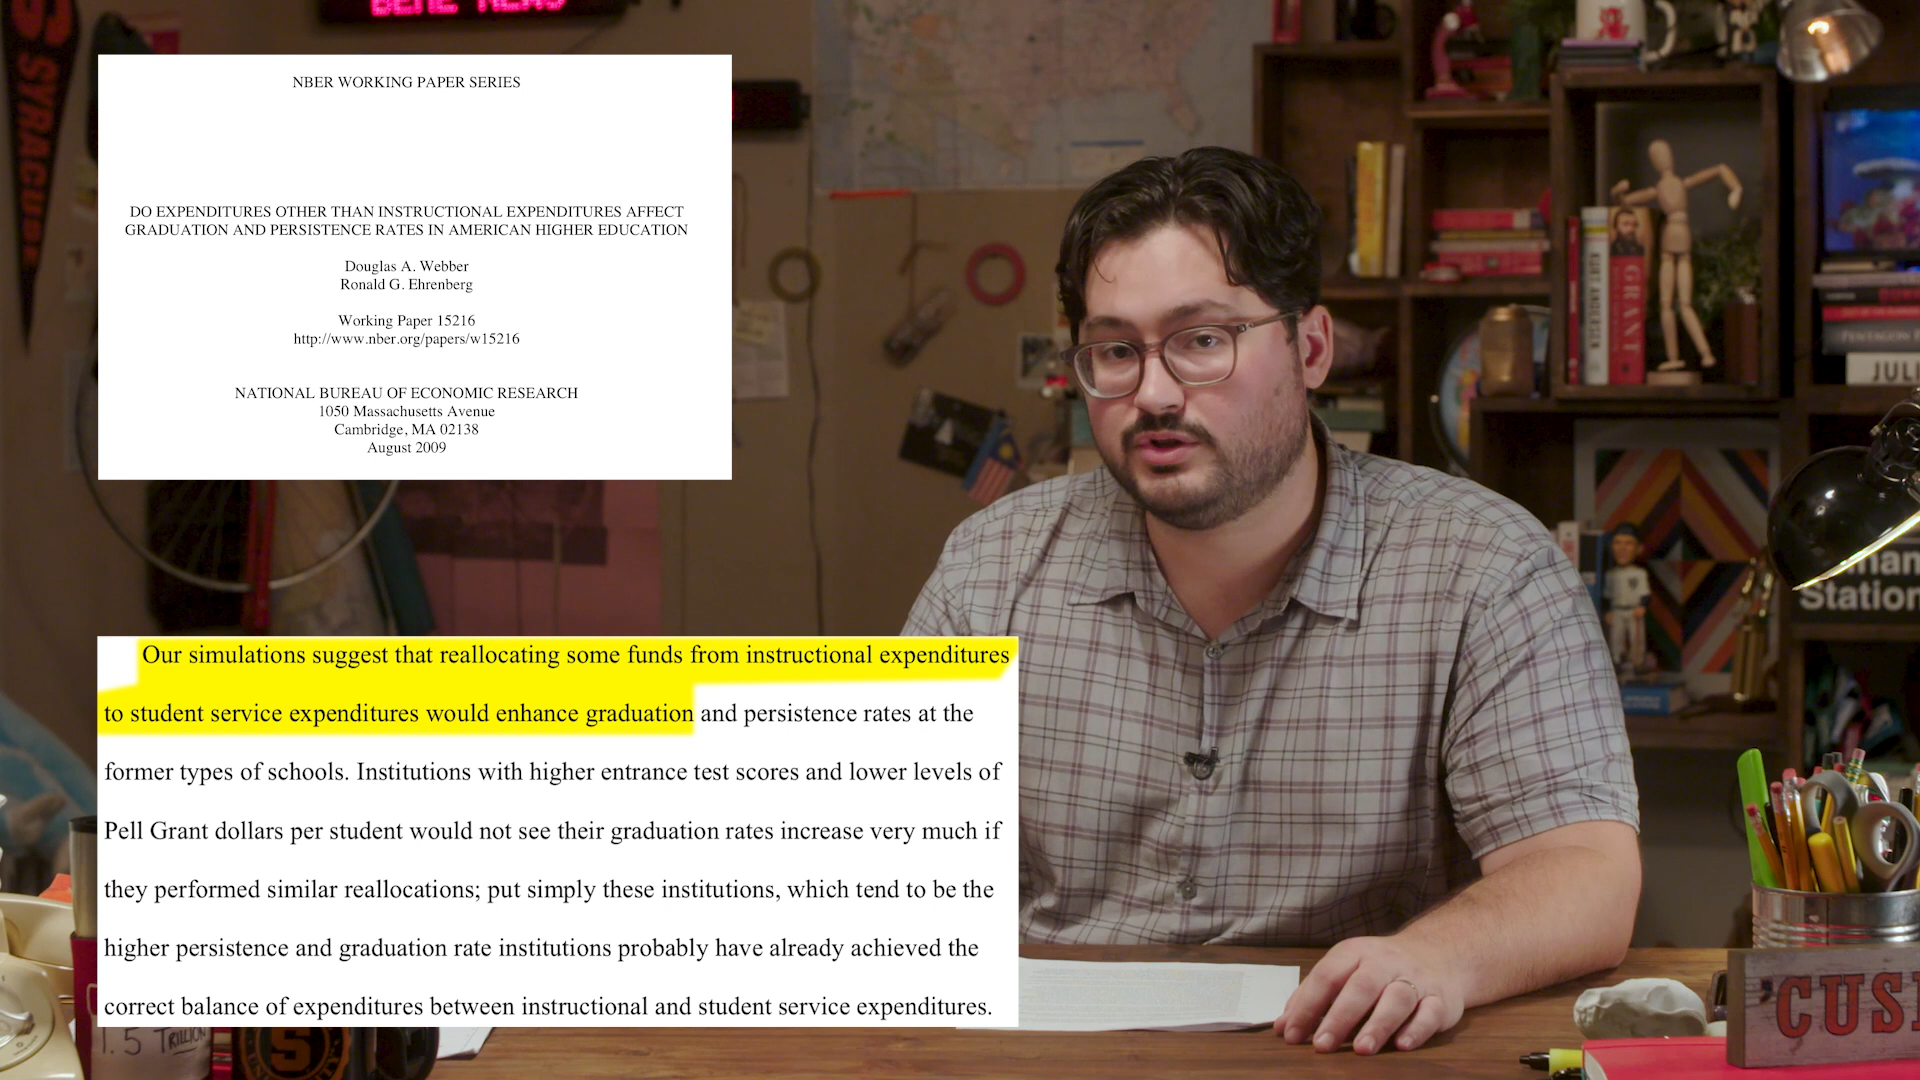 BEME NEWS
SYRACUSE
NBER WORKING PAPER SERIES
DO EXPENDITURES OTHER THAN INSTRUCTIONAL EXPENDITURES AFFECT
GRADUATION AND PERSISTENCE RATES IN AMERICAN HIGHER EDUCATION
Douglas A. Webber
Ronald G. Ehrenberg
Working Paper 15216
http://www.nber.org/papers/w15216
NATIONAL BUREAU OF ECONOMIC RESEARCH
1050 Massachusetts Avenue
Cambridge, MA 02138
August 2009
GRANT
JULI
Station
Our simulations suggest that reallocating some funds from instructional expenditures
to student service expenditures would enhance graduation and persistence rates at the
former types of schools. Institutions with higher entrance test scores and lower levels of
Pell Grant dollars per student would not see their graduation rates increase very much if
they performed similar reallocations; put simply these institutions, which tend to be the
higher persistence and graduation rate institutions probably have already achieved the
correct balance of expenditures between instructional and student service expenditures.
1.5 TRILLION
S
CUS